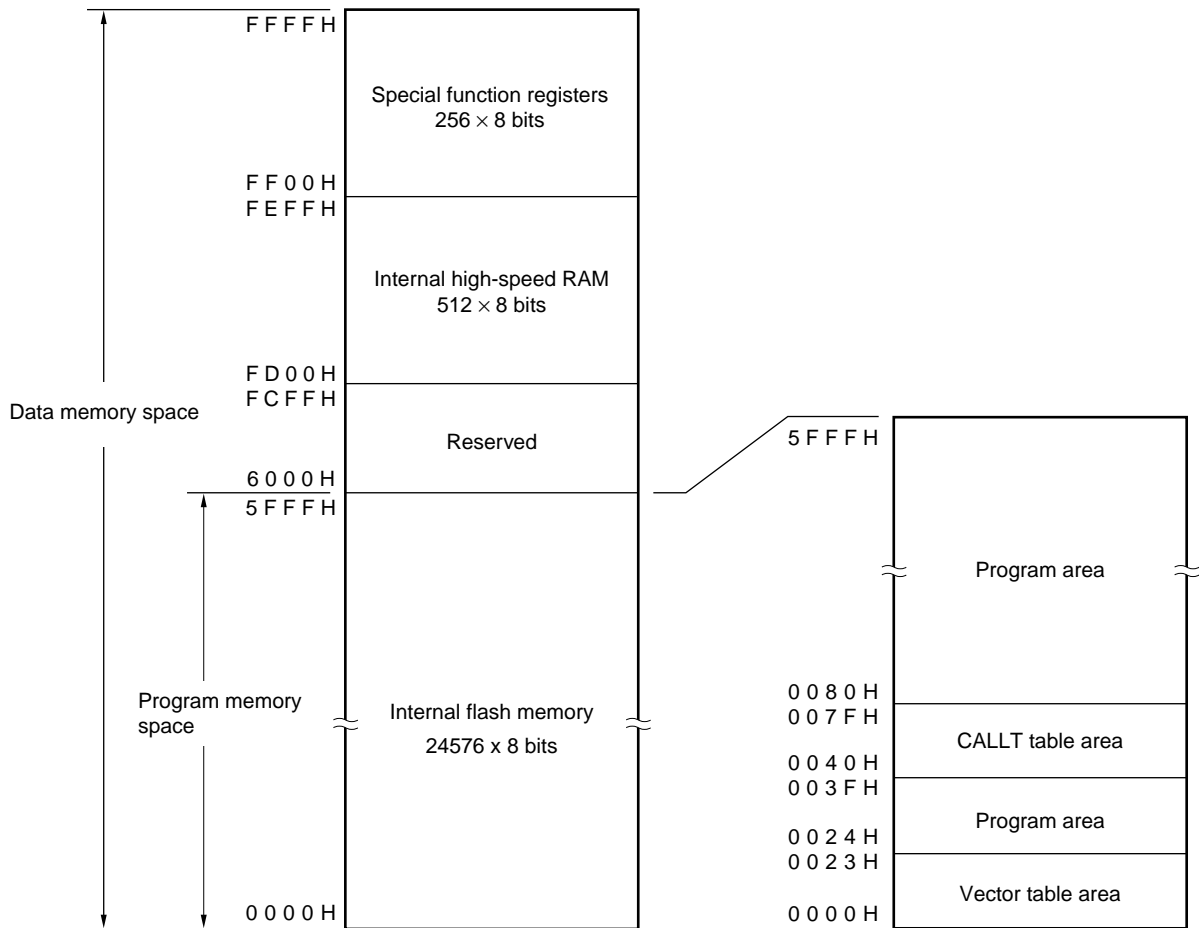 FFFFH
Special function registers
256 × 8 bits
FF00H
FEFFH
Internal high-speed RAM
512 × 8 bits
FD00H
FCFFH
Data memory space
Reserved
5FFFH
6000H
5FFFH
Program area
Program memory
space
Internal flash memory
24576 x 8 bits
0080H
007FH
CALLT table area
0040H
003FH
Program area
0024H
0023H
Vector table area
0000H
0000H